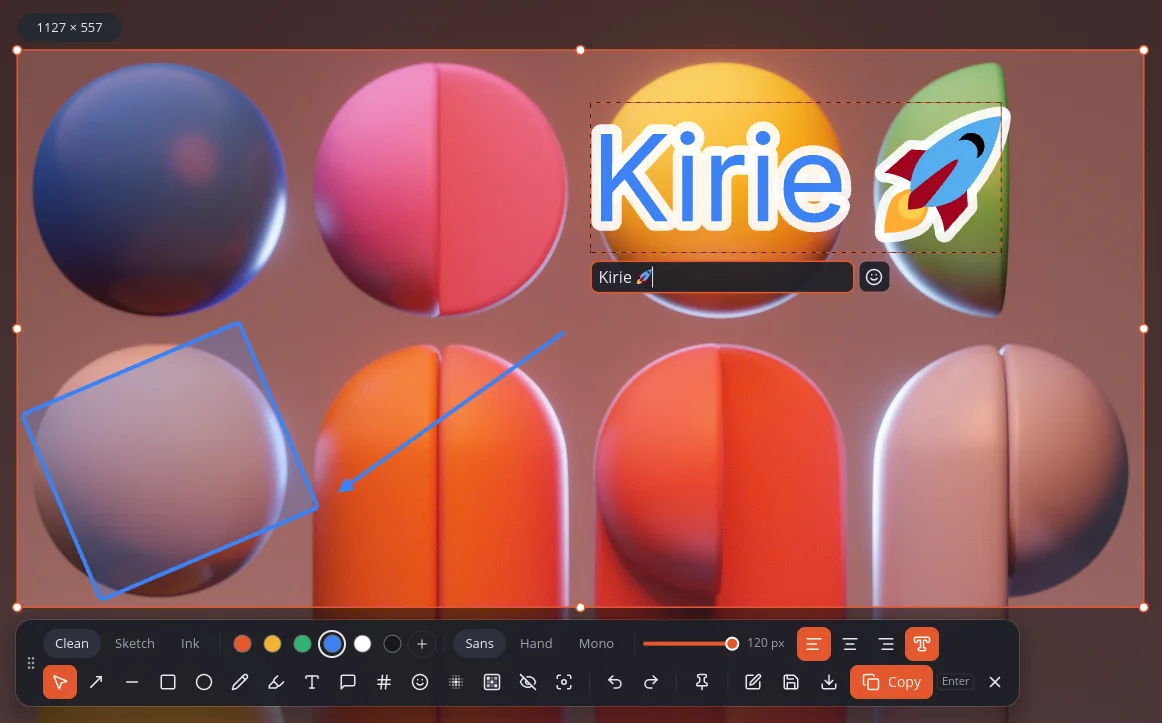 1127 × 557
Kirie 🚀
Kirie 🚀
Clean Sketch Ink Sans Hand Mono 120 px
Copy Enter